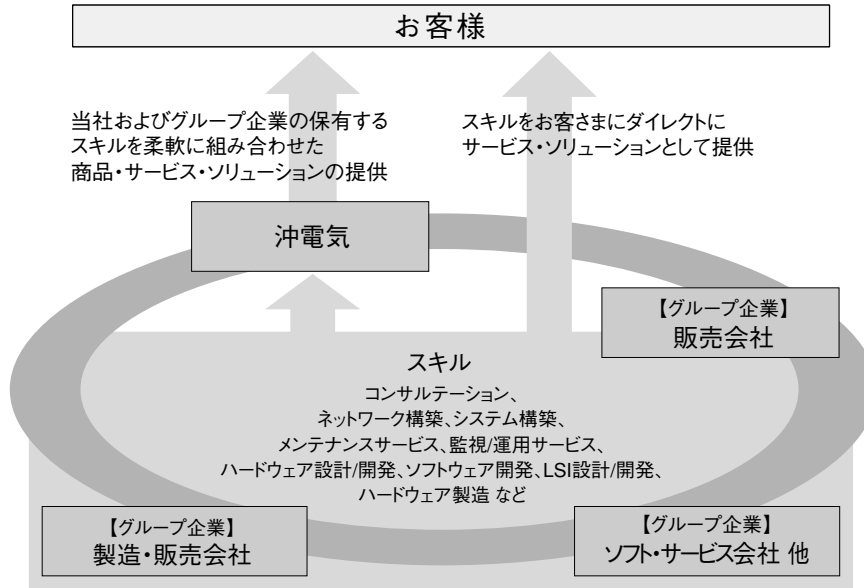 お客様
当社およびグループ企業の保有する
スキルを柔軟に組み合わせた
商品・サービス・ソリューションの提供
スキルをお客さまにダイレクトに
サービス・ソリューションとして提供
沖電気
【グループ企業】
販売会社
スキル
コンサルテーション、
ネットワーク構築、システム構築、
メンテナンスサービス、監視/運用サービス、
ハードウェア設計/開発、ソフトウェア開発、LSI設計/開発、
ハードウェア製造 など
【グループ企業】
製造・販売会社
【グループ企業】
ソフト・サービス会社 他